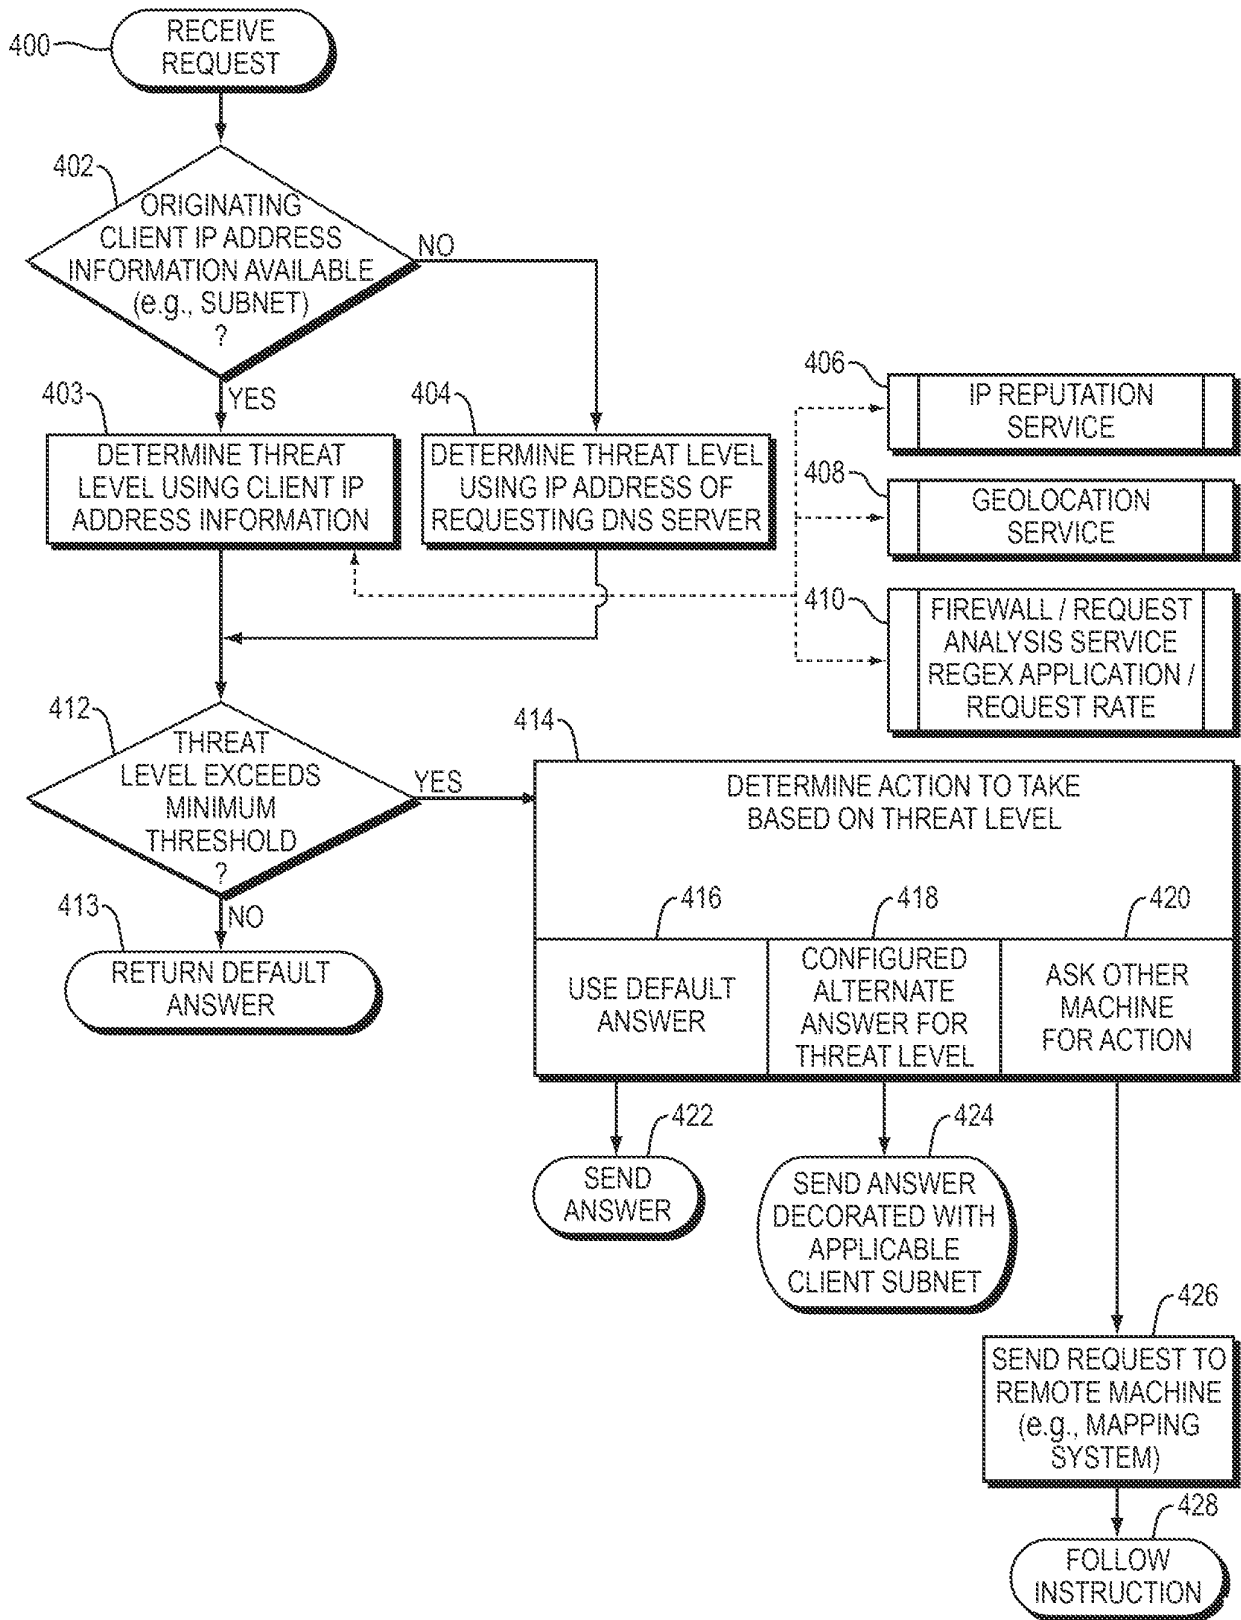 400
RECEIVE
REQUEST
402
ORIGINATING
CLIENT IP ADDRESS
INFORMATION AVAILABLE
(e.g., SUBNET)
?
NO
YES
403
DETERMINE THREAT
LEVEL USING CLIENT IP
ADDRESS INFORMATION
404
DETERMINE THREAT LEVEL
USING IP ADDRESS OF
REQUESTING DNS SERVER
406
IP REPUTATION
SERVICE
408
GEOLOCATION
SERVICE
410
FIREWALL / REQUEST
ANALYSIS SERVICE
REGEX APPLICATION /
REQUEST RATE
412
THREAT
LEVEL EXCEEDS
MINIMUM
THRESHOLD
?
YES
NO
413
RETURN DEFAULT
ANSWER
414
DETERMINE ACTION TO TAKE
BASED ON THREAT LEVEL
416
USE DEFAULT
ANSWER
418
CONFIGURED
ALTERNATE
ANSWER FOR
THREAT LEVEL
420
ASK OTHER
MACHINE
FOR ACTION
422
SEND
ANSWER
424
SEND ANSWER
DECORATED WITH
APPLICABLE
CLIENT SUBNET
426
SEND REQUEST TO
REMOTE MACHINE
(e.g., MAPPING
SYSTEM)
428
FOLLOW
INSTRUCTION